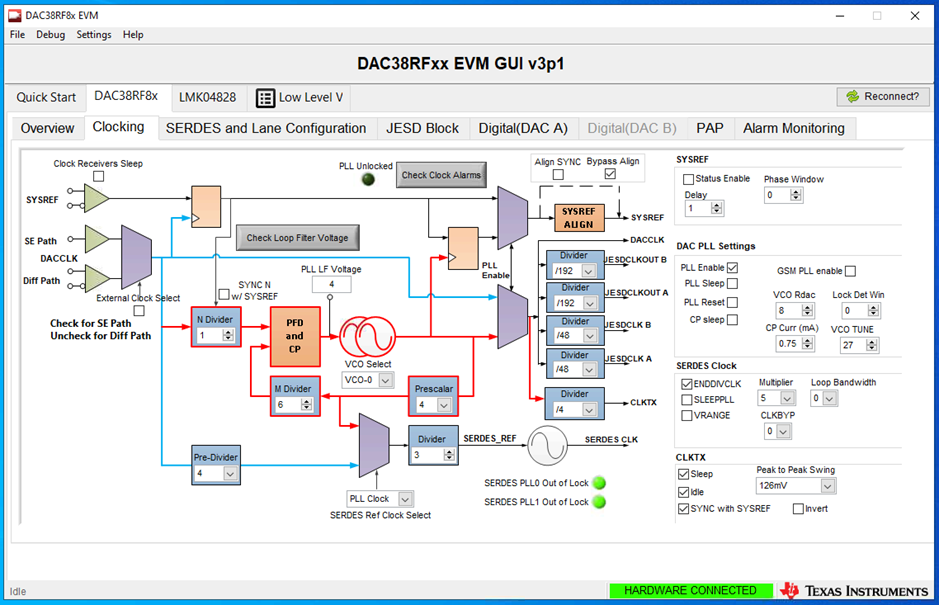 DAC38RF8x EVM
File Debug Settings Help
DAC38RFxx EVM GUI v3p1
Quick Start DAC38RF8x LMK04828 Low Level V Reconnect?
Overview Clocking SERDES and Lane Configuration JESD Block Digital(DAC A) Digital(DAC B) PAP Alarm Monitoring
Clock Receivers Sleep
SYSREF
SE Path
DACCLK
Diff Path
External Clock Select
Check for SE Path
Uncheck for Diff Path
PLL Unlocked
Check Clock Alarms
Check Loop Filter Voltage
SYNC N
w/ SYSREF
PLL LF Voltage
4
N Divider
1
PFD
and
CP
VCO Select
VCO-0
M Divider
6
Prescalar
4
Pre-Divider
4
PLL Clock
SERDES Ref Clock Select
Divider
3
SERDES_REF
SERDES CLK
SERDES PLL0 Out of Lock
SERDES PLL1 Out of Lock
Align SYNC Bypass Align
SYSREF
ALIGN
SYSREF
DACCLK
PLL
Enable
Divider
/192
JESDCLKOUT B
Divider
/192
JESDCLKOUT A
Divider
/48
JESDCLK B
Divider
/48
JESDCLK A
Divider
/4
CLKTX
SYSREF
Status Enable Phase Window
Delay
1
0
DAC PLL Settings
PLL Enable GSM PLL enable
PLL Sleep
PLL Reset
CP sleep
VCO Rdac Lock Det Win
8 0
CP Curr (mA) VCO TUNE
0.75 27
SERDES Clock
ENDDIVCLK Multiplier Loop Bandwidth
SLEEPPLL 5 0
VRANGE CLKBYP
0
CLKTX
Sleep Peak to Peak Swing
Idle 126mV
SYNC with SYSREF Invert
Idle
HARDWARE CONNECTED
TEXAS INSTRUMENTS